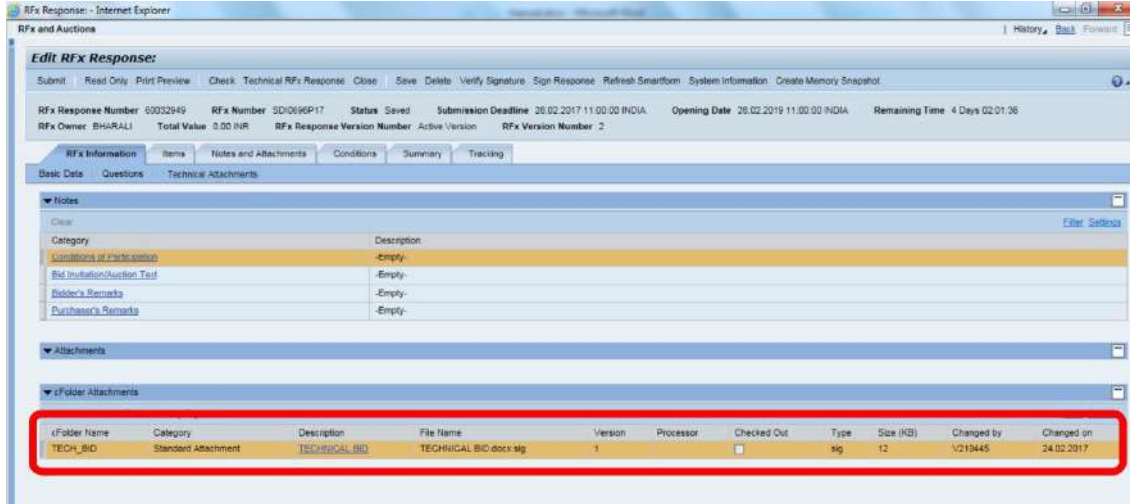 RFx Response: - Internet Explorer
RFx and Auctions
History Back Forward
Edit RFx Response:
Submit Read Only Print Preview Check Technical RFx Response Close Save Delete Verify Signature Sign Response Refresh Smartform System Information Create Memory Snapshot
RFx Response Number 60032949 RFx Number SDI0696P17 Status Saved Submission Deadline 28.02.2017 11:00:00 INDIA Opening Date 28.02.2019 11:00:00 INDIA Remaining Time 4 Days 02:01:36
RFx Owner BHARALI Total Value 0.00 INR RFx Response Version Number Active Version RFx Version Number 2
RFx Information Items Notes and Attachments Conditions Summary Tracking
Basic Data Questions Technical Attachments
Notes
Clear Filter Settings
Category Description
Conditions of Participation -Empty-
Bid Invitation/Auction Text -Empty-
Bidder's Remarks -Empty-
Purchaser's Remarks -Empty-
Attachments
cFolder Attachments
cFolder Name Category Description File Name Version Processor Checked Out Type Size (KB) Changed by Changed on
TECH_BID Standard Attachment TECHNICAL BID TECHNICAL BID.docx.sig 1 sig 12 V210445 24.02.2017